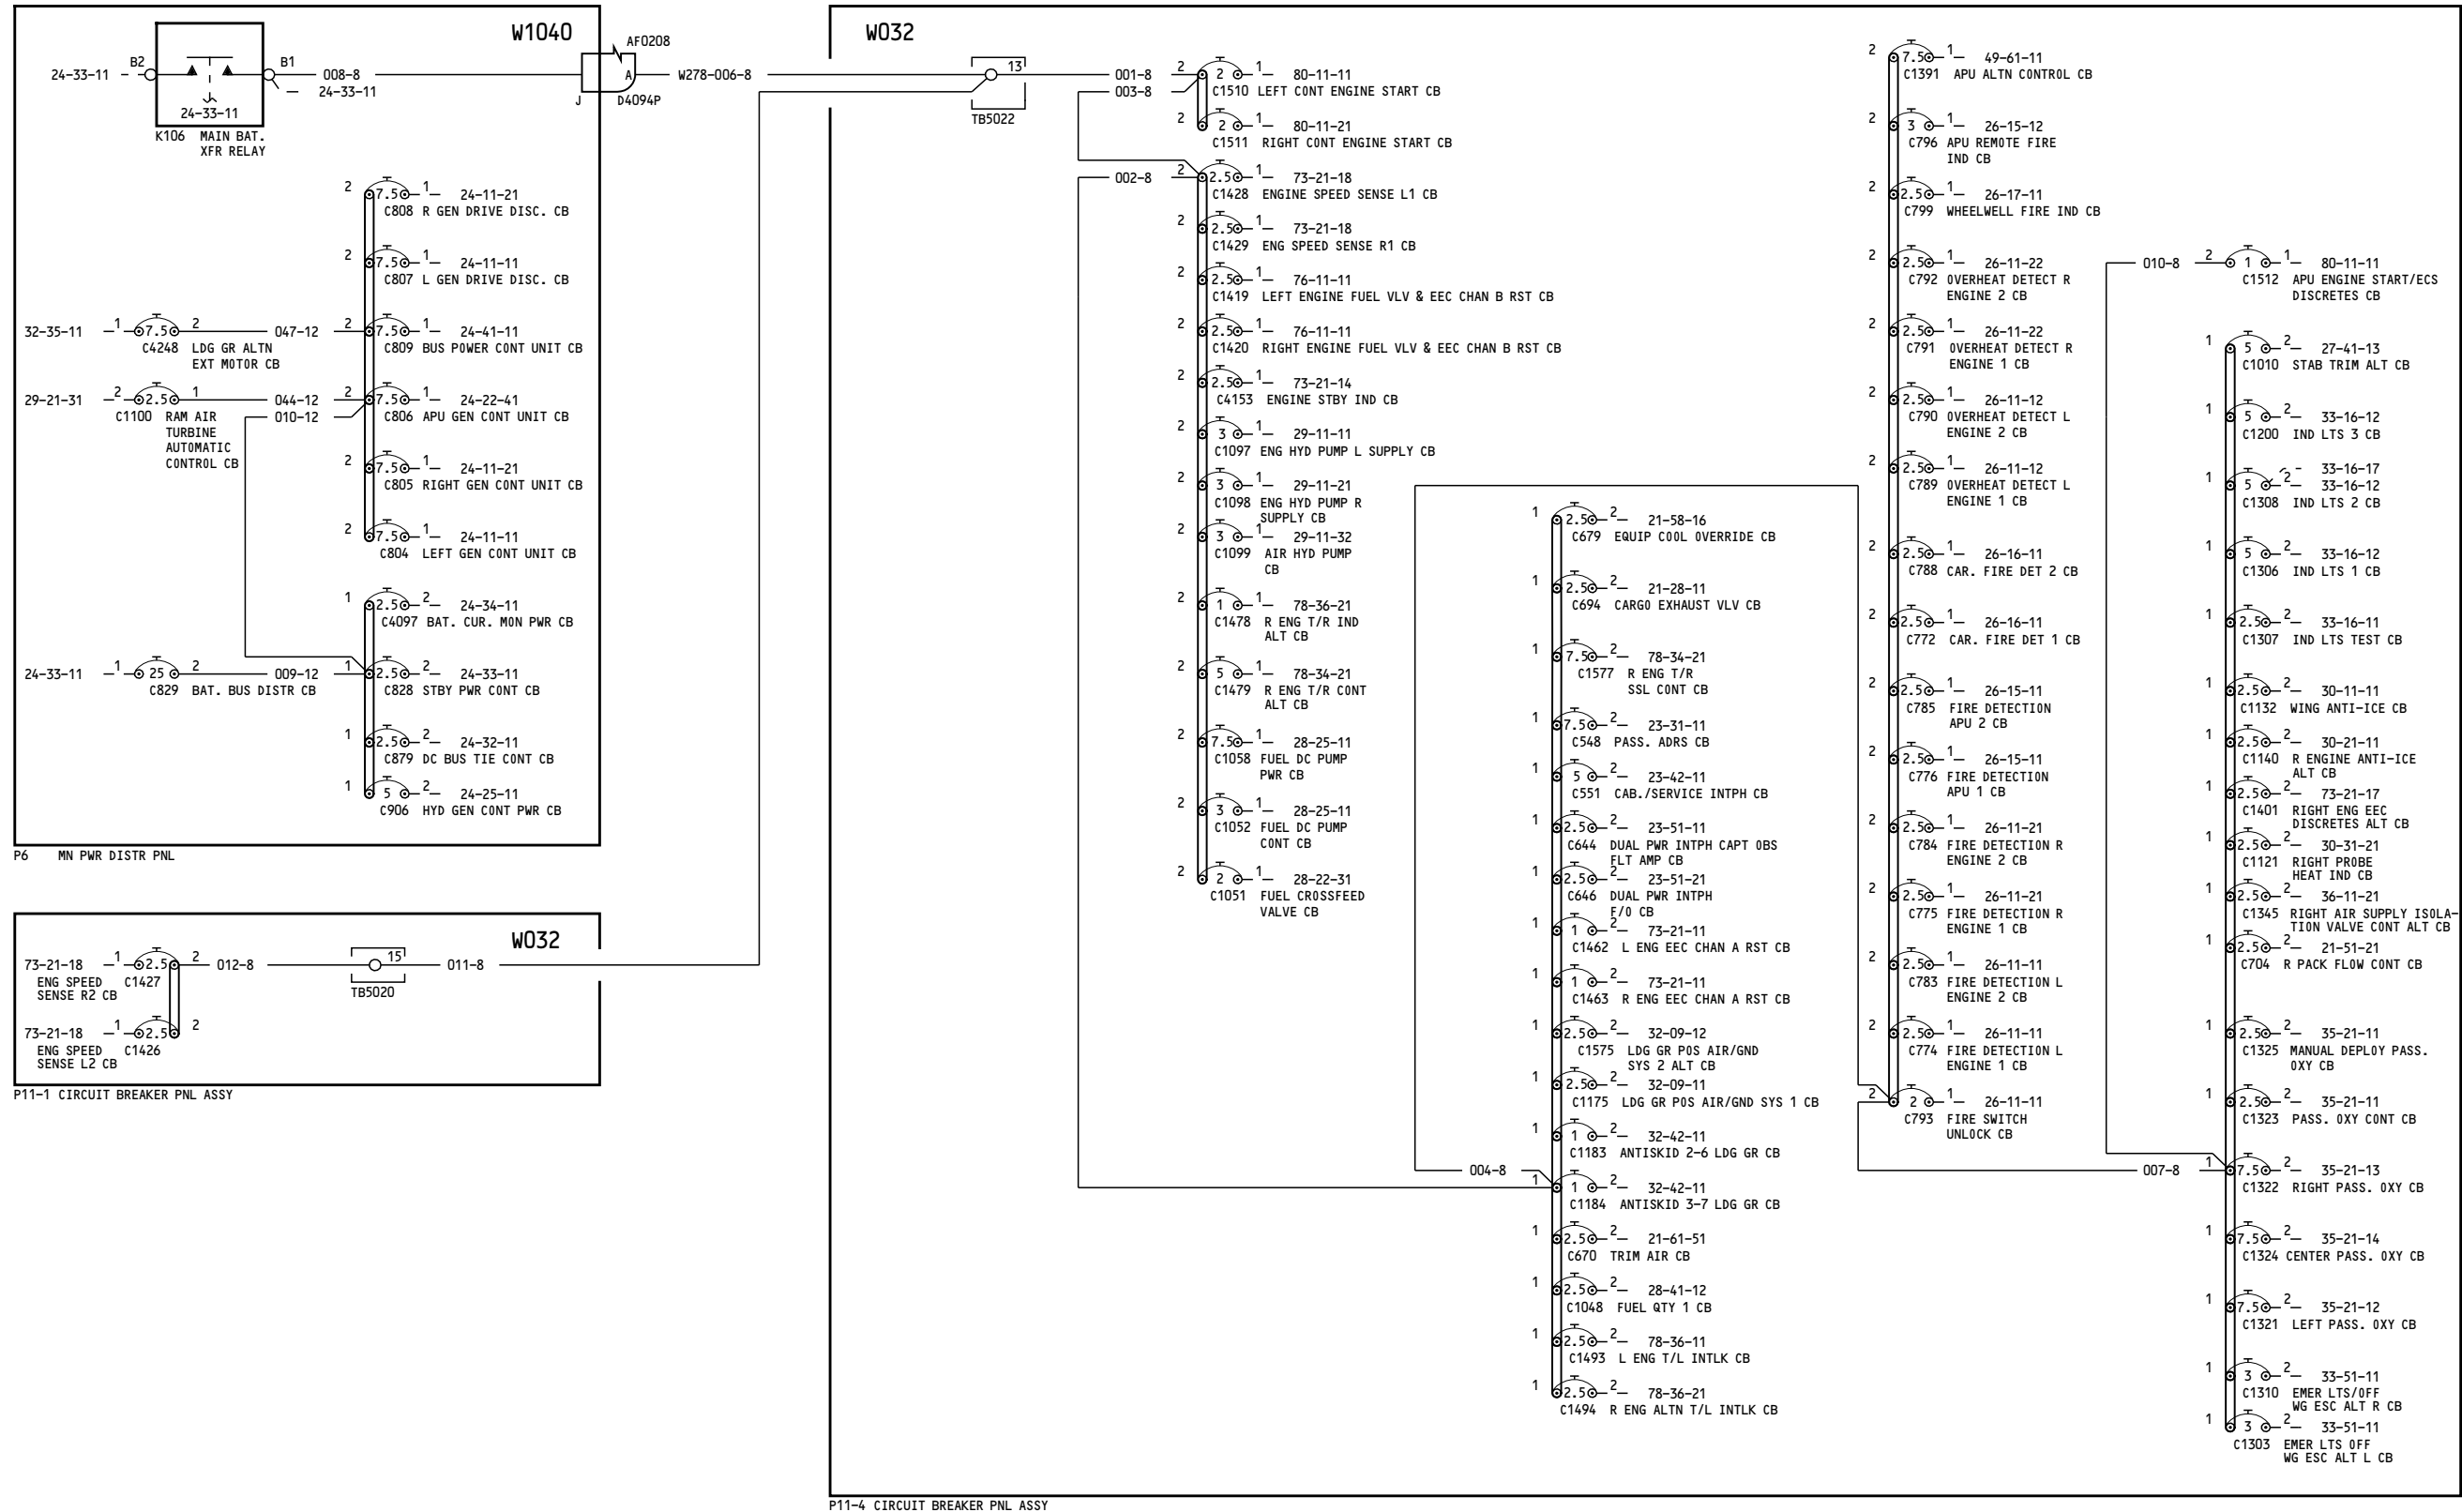 W1040
24-33-11
B2
B1
008-8
24-33-11
24-33-11
K106 MAIN BAT.
XFR RELAY
AF0208
A
J
D4094P
W278-006-8
2 7.5 1 24-11-21
C808 R GEN DRIVE DISC. CB
2 7.5 1 24-11-11
C807 L GEN DRIVE DISC. CB
32-35-11 1 7.5 2 047-12 2 7.5 1 24-41-11
C4248 LDG GR ALTN
EXT MOTOR CB
C809 BUS POWER CONT UNIT CB
29-21-31 2 2.5 1 044-12 2 7.5 1 24-22-41
010-12
C1100 RAM AIR
TURBINE
AUTOMATIC
CONTROL CB
C806 APU GEN CONT UNIT CB
2 7.5 1 24-11-21
C805 RIGHT GEN CONT UNIT CB
2 7.5 1 24-11-11
C804 LEFT GEN CONT UNIT CB
1 2.5 2 24-34-11
C4097 BAT. CUR. MON PWR CB
24-33-11 1 25 2 009-12 1 2.5 2 24-33-11
C829 BAT. BUS DISTR CB
C828 STBY PWR CONT CB
1 2.5 2 24-32-11
C879 DC BUS TIE CONT CB
1 5 2 24-25-11
C906 HYD GEN CONT PWR CB
P6 MN PWR DISTR PNL
W032
73-21-18 1 2.5 2 012-8 15 011-8
ENG SPEED
SENSE R2 CB
C1427
TB5020
73-21-18 1 2.5 2
ENG SPEED
SENSE L2 CB
C1426
P11-1 CIRCUIT BREAKER PNL ASSY
W032
13
TB5022
001-8 2 2 1 80-11-11
003-8
C1510 LEFT CONT ENGINE START CB
2 2 1 80-11-21
C1511 RIGHT CONT ENGINE START CB
002-8 2 2.5 1 73-21-18
C1428 ENGINE SPEED SENSE L1 CB
2 2.5 1 73-21-18
C1429 ENG SPEED SENSE R1 CB
2 2.5 1 76-11-11
C1419 LEFT ENGINE FUEL VLV & EEC CHAN B RST CB
2 2.5 1 76-11-11
C1420 RIGHT ENGINE FUEL VLV & EEC CHAN B RST CB
2 2.5 1 73-21-14
C4153 ENGINE STBY IND CB
2 3 1 29-11-11
C1097 ENG HYD PUMP L SUPPLY CB
2 3 1 29-11-21
C1098 ENG HYD PUMP R
SUPPLY CB
2 3 1 29-11-32
C1099 AIR HYD PUMP
CB
2 1 1 78-36-21
C1478 R ENG T/R IND
ALT CB
2 5 1 78-34-21
C1479 R ENG T/R CONT
ALT CB
2 7.5 1 28-25-11
C1058 FUEL DC PUMP
PWR CB
2 3 1 28-25-11
C1052 FUEL DC PUMP
CONT CB
2 2 1 28-22-31
C1051 FUEL CROSSFEED
VALVE CB
1 2.5 2 21-58-16
C679 EQUIP COOL OVERRIDE CB
1 2.5 2 21-28-11
C694 CARGO EXHAUST VLV CB
1 7.5 2 78-34-21
C1577 R ENG T/R
SSL CONT CB
1 7.5 2 23-31-11
C548 PASS. ADRS CB
1 5 2 23-42-11
C551 CAB./SERVICE INTPH CB
1 2.5 2 23-51-11
C644 DUAL PWR INTPH CAPT OBS
FLT AMP CB
1 2.5 2 23-51-21
C646 DUAL PWR INTPH
F/O CB
1 1 2 73-21-11
C1462 L ENG EEC CHAN A RST CB
1 1 2 73-21-11
C1463 R ENG EEC CHAN A RST CB
1 2.5 2 32-09-12
C1575 LDG GR POS AIR/GND
SYS 2 ALT CB
1 2.5 2 32-09-11
C1175 LDG GR POS AIR/GND SYS 1 CB
1 1 2 32-42-11
C1183 ANTISKID 2-6 LDG GR CB
004-8
1 1 2 32-42-11
C1184 ANTISKID 3-7 LDG GR CB
1 2.5 2 21-61-51
C670 TRIM AIR CB
1 2.5 2 28-41-12
C1048 FUEL QTY 1 CB
1 2.5 2 78-36-11
C1493 L ENG T/L INTLK CB
1 2.5 2 78-36-21
C1494 R ENG ALTN T/L INTLK CB
2 7.5 1 49-61-11
C1391 APU ALTN CONTROL CB
2 3 1 26-15-12
C796 APU REMOTE FIRE
IND CB
2 2.5 1 26-17-11
C799 WHEELWELL FIRE IND CB
2 2.5 1 26-11-22
C792 OVERHEAT DETECT R
ENGINE 2 CB
2 2.5 1 26-11-22
C791 OVERHEAT DETECT R
ENGINE 1 CB
2 2.5 1 26-11-12
C790 OVERHEAT DETECT L
ENGINE 2 CB
2 2.5 1 26-11-12
C789 OVERHEAT DETECT L
ENGINE 1 CB
2 2.5 1 26-16-11
C788 CAR. FIRE DET 2 CB
2 2.5 1 26-16-11
C772 CAR. FIRE DET 1 CB
2 2.5 1 26-15-11
C785 FIRE DETECTION
APU 2 CB
2 2.5 1 26-15-11
C776 FIRE DETECTION
APU 1 CB
2 2.5 1 26-11-21
C784 FIRE DETECTION R
ENGINE 2 CB
2 2.5 1 26-11-21
C775 FIRE DETECTION R
ENGINE 1 CB
2 2.5 1 26-11-11
C783 FIRE DETECTION L
ENGINE 2 CB
2 2.5 1 26-11-11
C774 FIRE DETECTION L
ENGINE 1 CB
2 2 1 26-11-11
C793 FIRE SWITCH
UNLOCK CB
010-8 2 1 1 80-11-11
C1512 APU ENGINE START/ECS
DISCRETES CB
1 5 2 27-41-13
C1010 STAB TRIM ALT CB
1 5 2 33-16-12
C1200 IND LTS 3 CB
33-16-17
1 5 2 33-16-12
C1308 IND LTS 2 CB
1 5 2 33-16-12
C1306 IND LTS 1 CB
1 2.5 2 33-16-11
C1307 IND LTS TEST CB
1 2.5 2 30-11-11
C1132 WING ANTI-ICE CB
1 2.5 2 30-21-11
C1140 R ENGINE ANTI-ICE
ALT CB
1 2.5 2 73-21-17
C1401 RIGHT ENG EEC
DISCRETES ALT CB
1 2.5 2 30-31-21
C1121 RIGHT PROBE
HEAT IND CB
1 2.5 2 36-11-21
C1345 RIGHT AIR SUPPLY ISOLA-
TION VALVE CONT ALT CB
1 2.5 2 21-51-21
C704 R PACK FLOW CONT CB
1 2.5 2 35-21-11
C1325 MANUAL DEPLOY PASS.
OXY CB
1 2.5 2 35-21-11
C1323 PASS. OXY CONT CB
007-8 1 7.5 2 35-21-13
C1322 RIGHT PASS. OXY CB
1 7.5 2 35-21-14
C1324 CENTER PASS. OXY CB
1 7.5 2 35-21-12
C1321 LEFT PASS. OXY CB
1 3 2 33-51-11
C1310 EMER LTS/OFF
WG ESC ALT R CB
1 3 2 33-51-11
C1303 EMER LTS OFF
WG ESC ALT L CB
P11-4 CIRCUIT BREAKER PNL ASSY